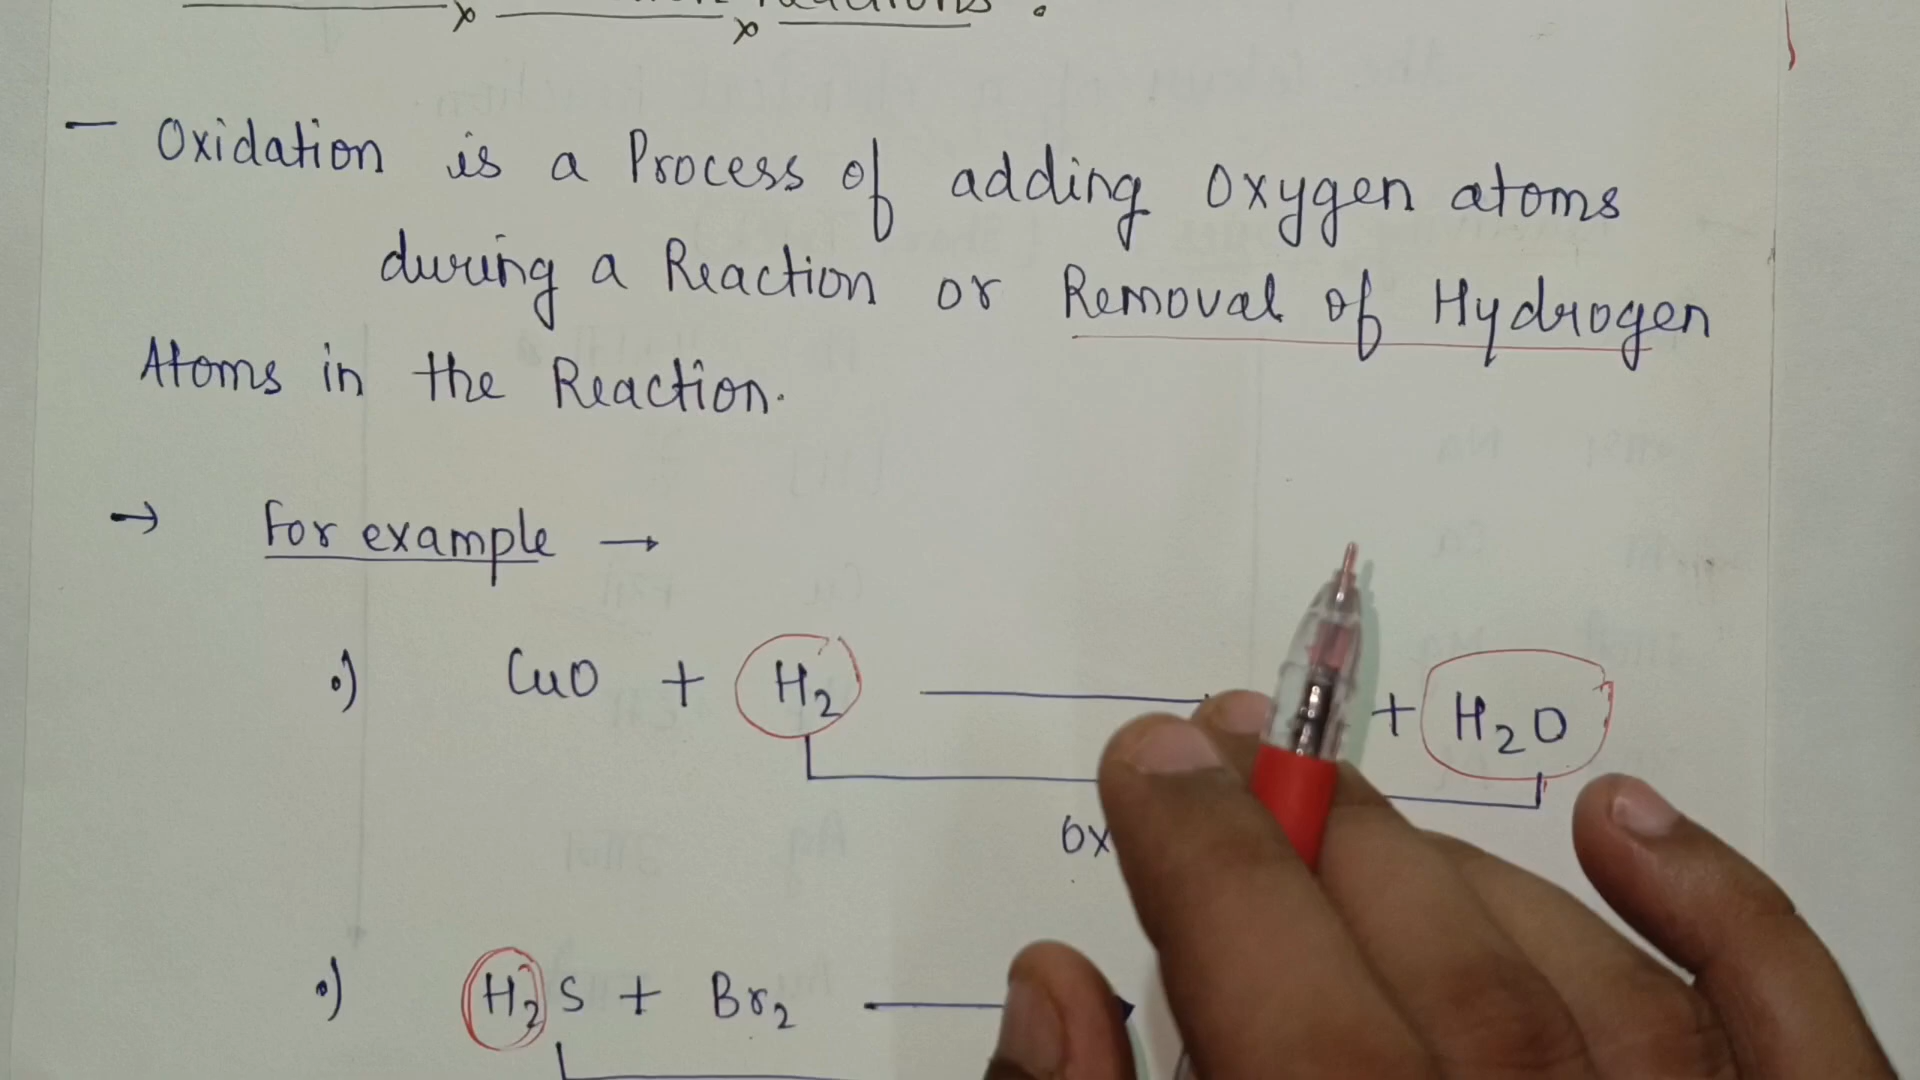 Reactions.
- Oxidation is a Process of adding oxygen atoms
during a Reaction or Removal of Hydrogen
Atoms in the Reaction.
→ For example →
•) CuO + H2 + H2O
Ox
•) H2S + Br2